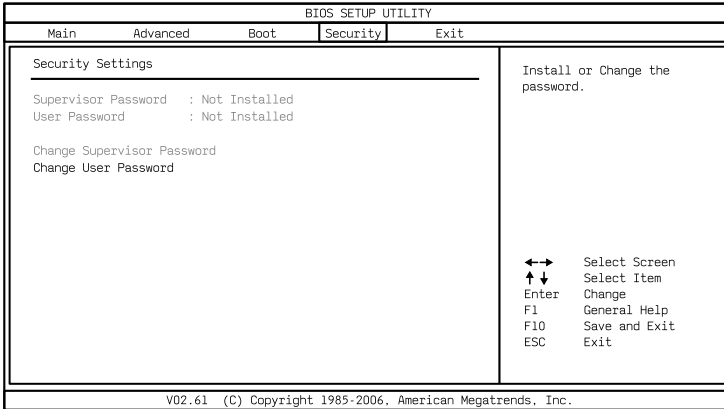 BIOS SETUP UTILITY
Main Advanced Boot Security Exit
Security Settings
Supervisor Password : Not Installed
User Password : Not Installed
Change Supervisor Password
Change User Password
Install or Change the
password.
←→ Select Screen
↑↓ Select Item
Enter Change
F1 General Help
F10 Save and Exit
ESC Exit
V02.61 (C) Copyright 1985-2006, American Megatrends, Inc.